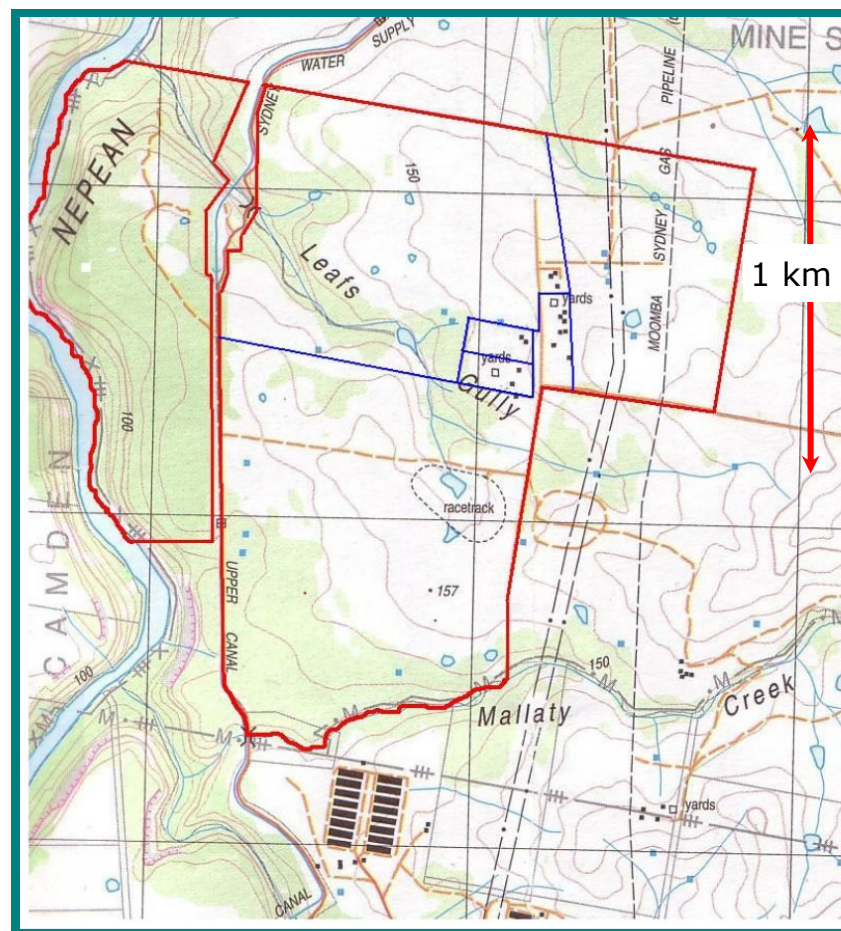 MINE S
WATER SUPPLY
SYDNEY
PIPELINE
GAS
SYDNEY
MOOMBA
NEPEAN
150
Leafs
1 km
yards
yards
Gully
100
racetrack
CAMDEN
157
UPPER
CANAL
150
100
M
M
M
M
M
M
M
Mallaty
Creek
yards
CANAL